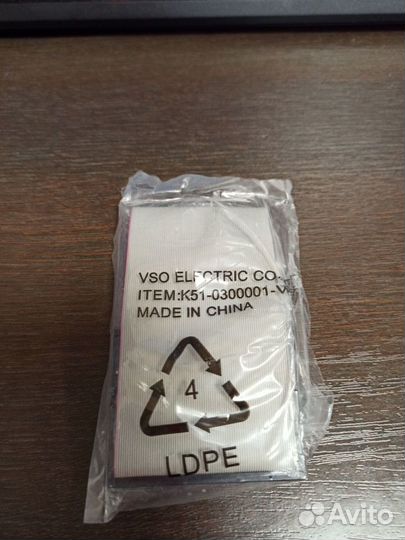 VSO ELECTRIC CO.
ITEM:K51-0300001-V
MADE IN CHINA
4
LDPE
Avito